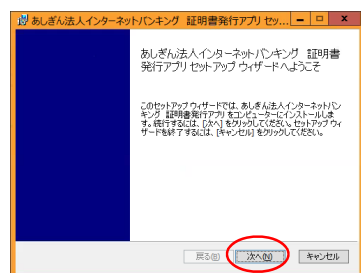 あしぎん法人インターネットバンキング 証明書発行アプリ セッ...
あしぎん法人インターネットバンキング 証明書
発行アプリ セットアップ ウィザードへようこそ
このセットアップ ウィザードでは、あしぎん法人インターネットバン
キング 証明書発行アプリ をコンピューターにインストールしま
す。続行するには、[次へ] をクリックしてください。セットアップ ウィ
ザードを終了するには、[キャンセル] をクリックしてください。
戻る(B) 次へ(N) キャンセル